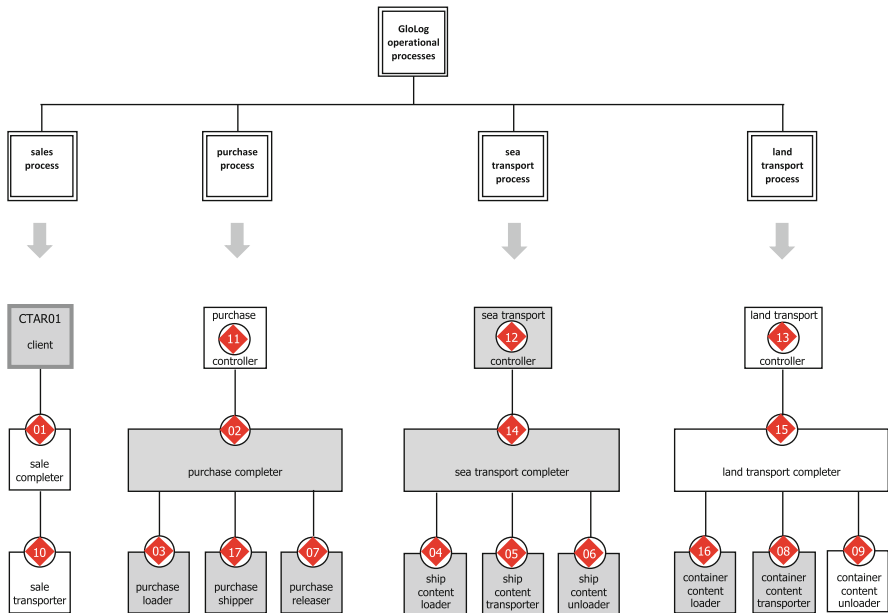 GloLog
operational
processes
sales
process
purchase
process
sea
transport
process
land
transport
process
CTAR01
client
purchase
11
controller
sea transport
12
controller
land transport
13
controller
01
sale
completer
02
purchase completer
14
sea transport completer
15
land transport completer
10
sale
transporter
03
purchase
loader
17
purchase
shipper
07
purchase
releaser
04
ship
content
loader
05
ship
content
transporter
06
ship
content
unloader
16
container
content
loader
08
container
content
transporter
09
container
content
unloader